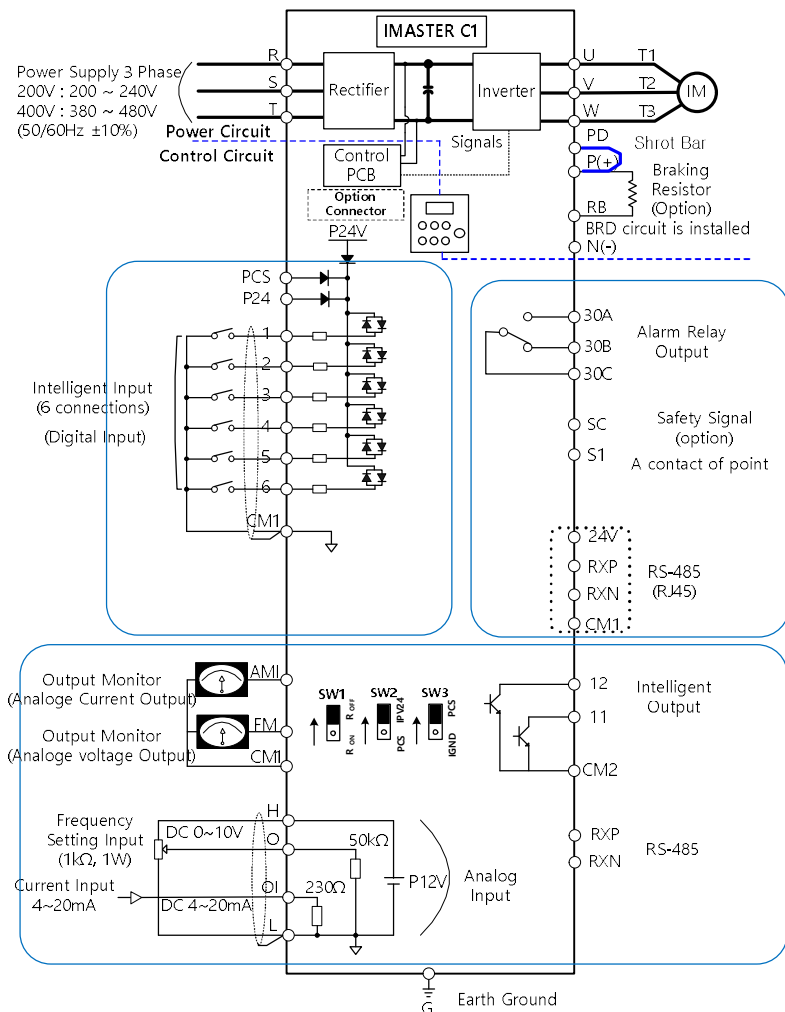 IMASTER C1
Power Supply 3 Phase
200V : 200 ~ 240V
400V : 380 ~ 480V
(50/60Hz ±10%)
R
S
T
Rectifier
Inverter
U
V
W
T1
T2
T3
IM
Power Circuit
Control Circuit
Control
PCB
Signals
Option
Connector
P24V
PD
P(+)
RB
N(-)
Shrot Bar
Braking
Resistor
(Option)
BRD circuit is installed
PCS
P24
1
2
3
4
5
6
CM1
Intelligent Input
(6 connections)
(Digital Input)
30A
30B
30C
Alarm Relay
Output
SC
S1
Safety Signal
(option)
A contact of point
24V
RXP
RXN
CM1
RS-485
(RJ45)
Output Monitor
(Analoge Current Output)
AMI
Output Monitor
(Analoge voltage Output)
FM
CM1
SW1
R OFF
R ON
SW2
IPV24
PCS
SW3
PCS
IGND
12
11
CM2
Intelligent
Output
RXP
RXN
RS-485
Frequency
Setting Input
(1kΩ, 1W)
Current Input
4~20mA
DC 0~10V
DC 4~20mA
H
O
OI
L
50kΩ
230Ω
P12V
Analog
Input
G
Earth Ground